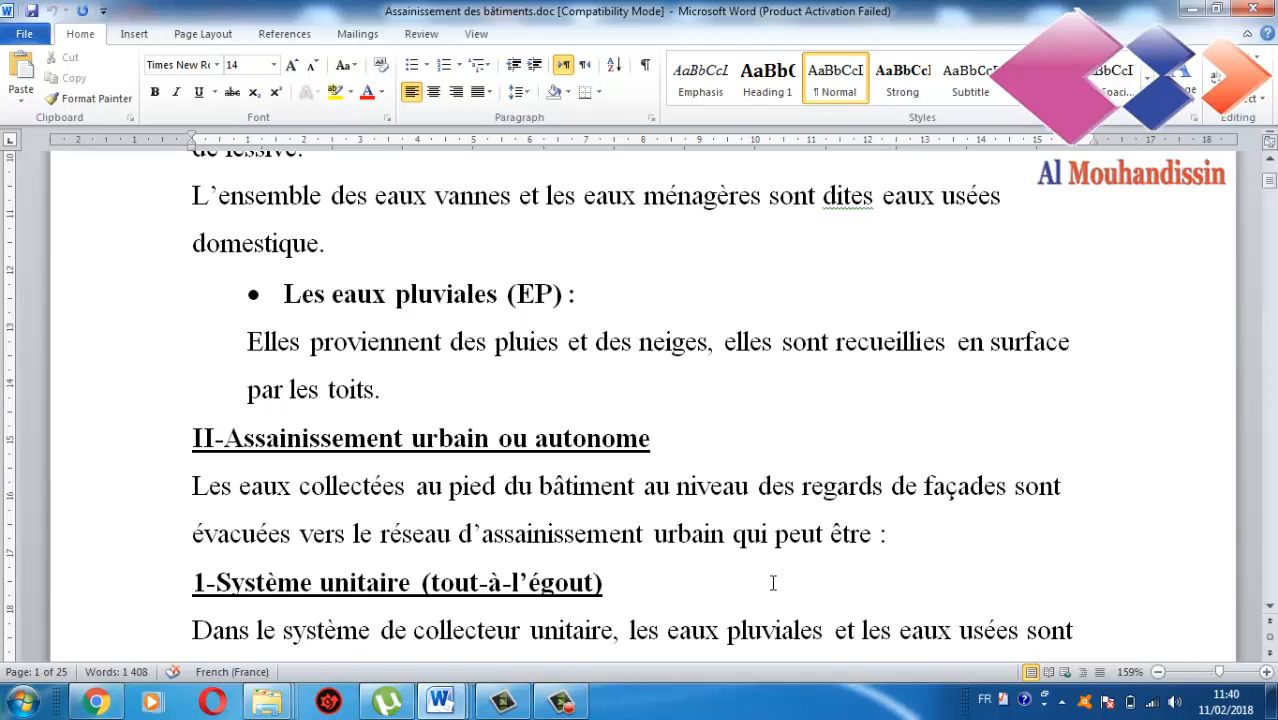 Assainissement des bâtiments.doc [Compatibility Mode] - Microsoft Word (Product Activation Failed)
File Home Insert Page Layout References Mailings Review View
Paste
Cut
Copy
Format Painter
Clipboard
Times New Ro 14
Font
Paragraph
AaBbCcI AaBbC AaBbCcI AaBbCcI AaBbCcI
Emphasis Heading 1 ¶ Normal Strong Subtitle
Styles
Editing
Al Mouhandissin
de lessive.
L’ensemble des eaux vannes et les eaux ménagères sont dites eaux usées
domestique.
• Les eaux pluviales (EP) :
Elles proviennent des pluies et des neiges, elles sont recueillies en surface
par les toits.
II-Assainissement urbain ou autonome
Les eaux collectées au pied du bâtiment au niveau des regards de façades sont
évacuées vers le réseau d’assainissement urbain qui peut être :
1-Système unitaire (tout-à-l’égout)
Dans le système de collecteur unitaire, les eaux pluviales et les eaux usées sont
Page: 1 of 25 Words: 1 408 French (France) 159%
FR 11:40
11/02/2018